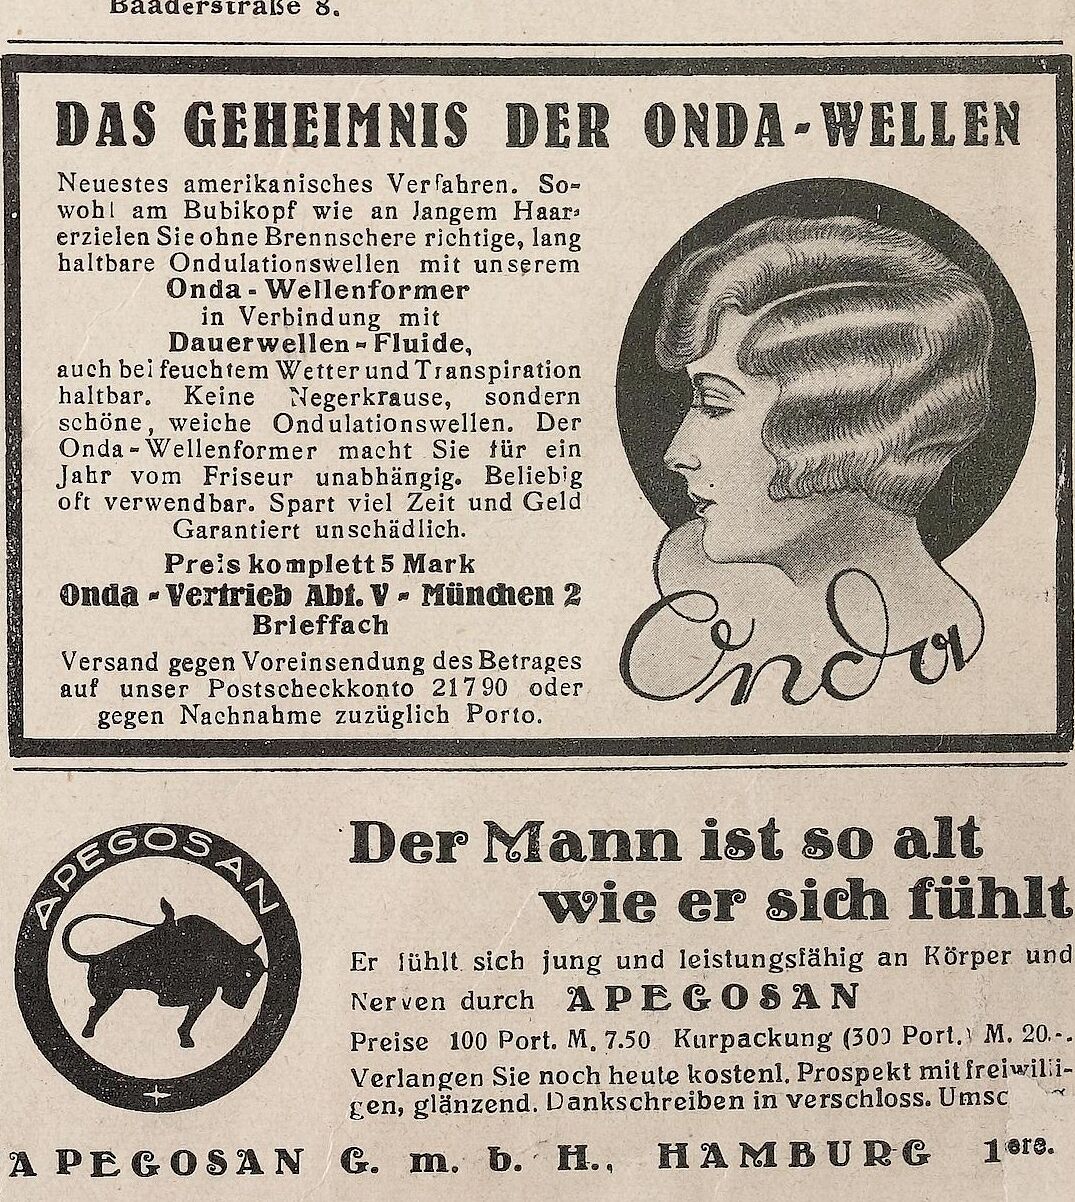 Baaderstraße 8.
DAS GEHEIMNIS DER ONDA-WELLEN
Neuestes amerikanisches Verfahren. So-
wohl am Bubikopf wie an langem Haar
erzielen Sie ohne Brennschere richtige, lang
haltbare Ondulationswellen mit unserem
Onda-Wellenformer
in Verbindung mit
Dauerwellen-Fluide,
auch bei feuchtem Wetter und Transpiration
haltbar. Keine Negerkrause, sondern
schöne, weiche Ondulationswellen. Der
Onda-Wellenformer macht Sie für ein
Jahr vom Friseur unabhängig. Beliebig
oft verwendbar. Spart viel Zeit und Geld
Garantiert unschädlich.
Preis komplett 5 Mark
Onda-Vertrieb Abt. V - München 2
Brieffach
Versand gegen Voreinsendung des Betrages
auf unser Postscheckkonto 21790 oder
gegen Nachnahme zuzüglich Porto.
Onda
APEGOSAN
Der Mann ist so alt
wie er sich fühlt
Er fühlt sich jung und leistungsfähig an Körper und
Nerven durch APEGOSAN
Preise 100 Port. M. 7.50 Kurpackung (300 Port.) M. 20.-.
Verlangen Sie noch heute kostenl. Prospekt mit freiwilli-
gen, glänzend. Dankschreiben in verschloss. Umsc
APEGOSAN G. m. b. H., HAMBURG 1